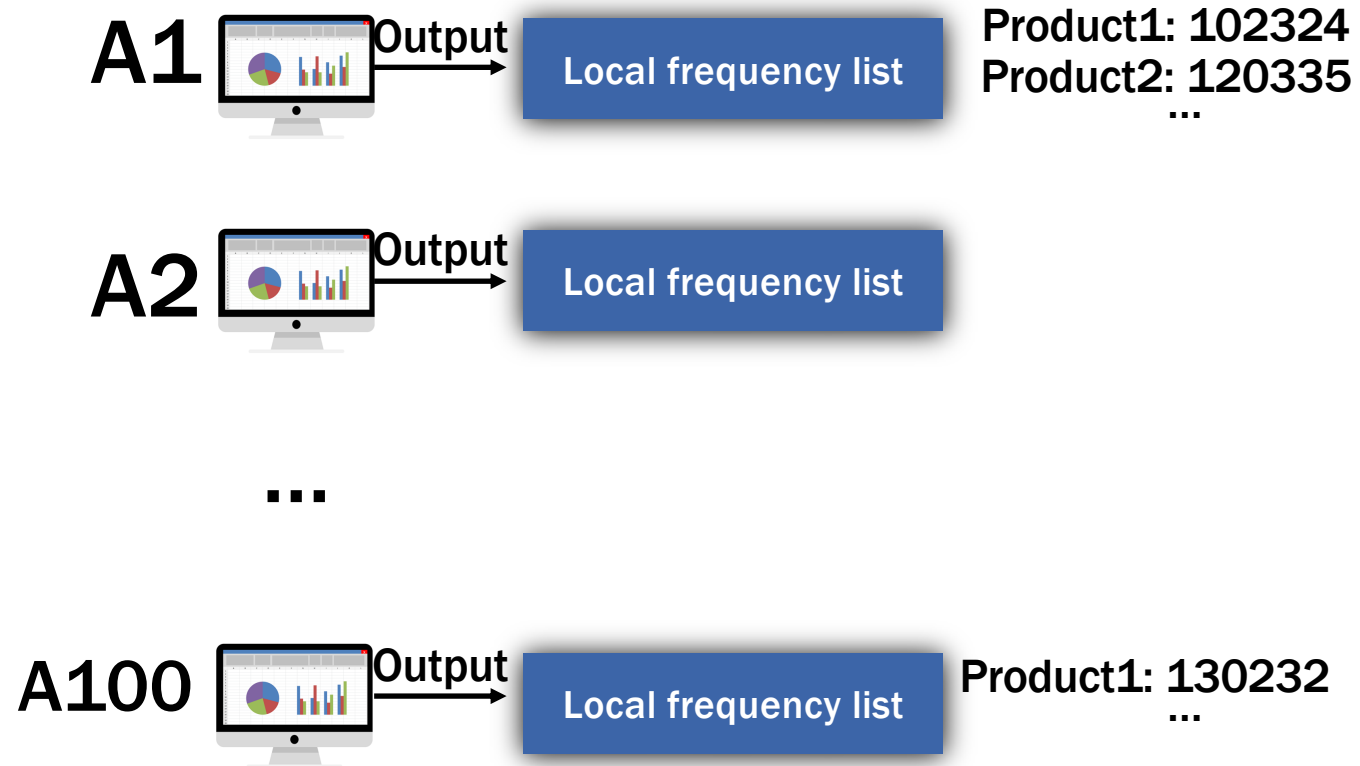 A1
Output
Local frequency list
Product1: 102324
Product2: 120335
...
A2
Output
Local frequency list
...
A100
Output
Local frequency list
Product1: 130232
...